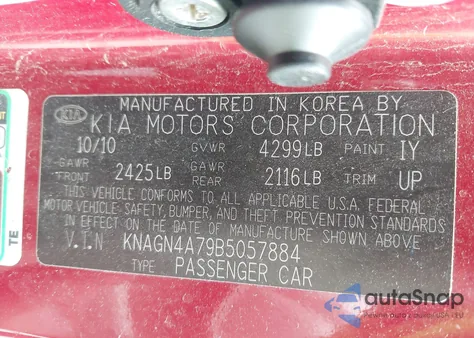 MANUFACTURED IN KOREA BY
KIA KIA MOTORS CORPORATION
10/10 GVWR 4299LB PAINT IY
GAWR FRONT 2425LB GAWR REAR 2116LB TRIM UP
THIS VEHICLE CONFORMS TO ALL APPLICABLE U.S.A. FEDERAL
MOTOR VEHICLE SAFETY, BUMPER, AND THEFT PREVENTION STANDARDS
IN EFFECT ON THE DATE OF MANUFACTURE SHOWN ABOVE
V.I.N KNAGN4A79B5057884
TYPE PASSENGER CAR
TE
autoSnap